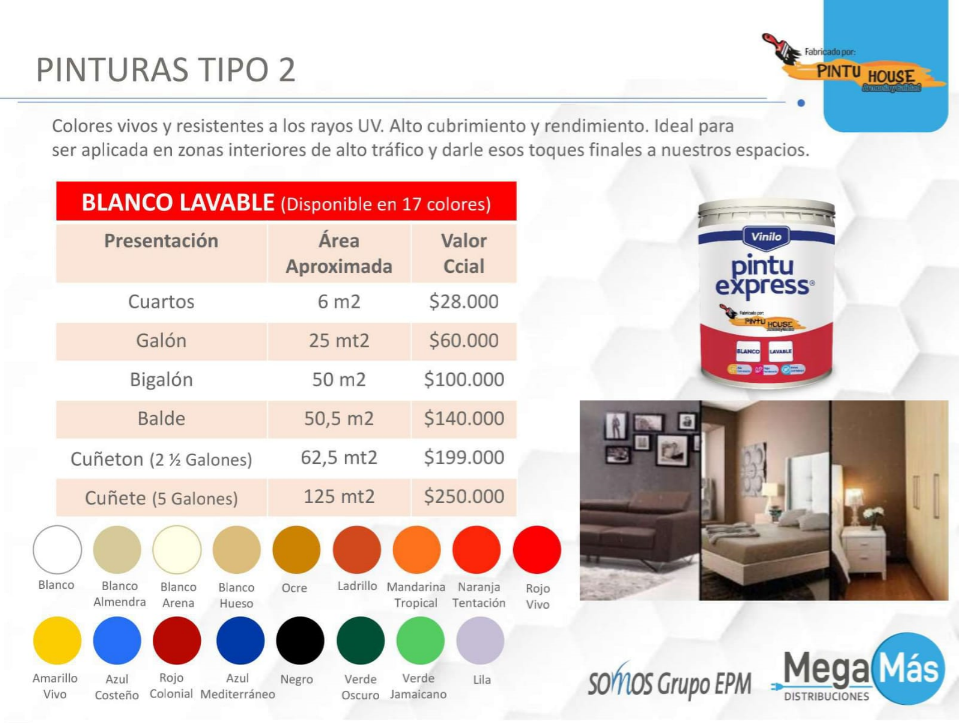 PINTURAS TIPO 2
Fabricado por:
PINTU HOUSE
Colores vivos y resistentes a los rayos UV. Alto cubrimiento y rendimiento. Ideal para
ser aplicada en zonas interiores de alto tráfico y darle esos toques finales a nuestros espacios.
BLANCO LAVABLE (Disponible en 17 colores)
Presentación Área Aproximada Valor Ccial
Cuartos 6 m2 $28.000
Galón 25 mt2 $60.000
Bigalón 50 m2 $100.000
Balde 50,5 m2 $140.000
Cuñeton (2 ½ Galones) 62,5 mt2 $199.000
Cuñete (5 Galones) 125 mt2 $250.000
Vinilo
pintu
express®
Fabricado por:
PINTU HOUSE
BLANCO LAVABLE
Blanco
Blanco Almendra
Blanco Arena
Blanco Hueso
Ocre
Ladrillo
Mandarina Tropical
Naranja Tentación
Rojo Vivo
Amarillo Vivo
Azul Costeño
Rojo Colonial
Azul Mediterráneo
Negro
Verde Oscuro
Verde Jamaicano
Lila
SOMOS Grupo EPM
MegaMás
DISTRIBUCIONES